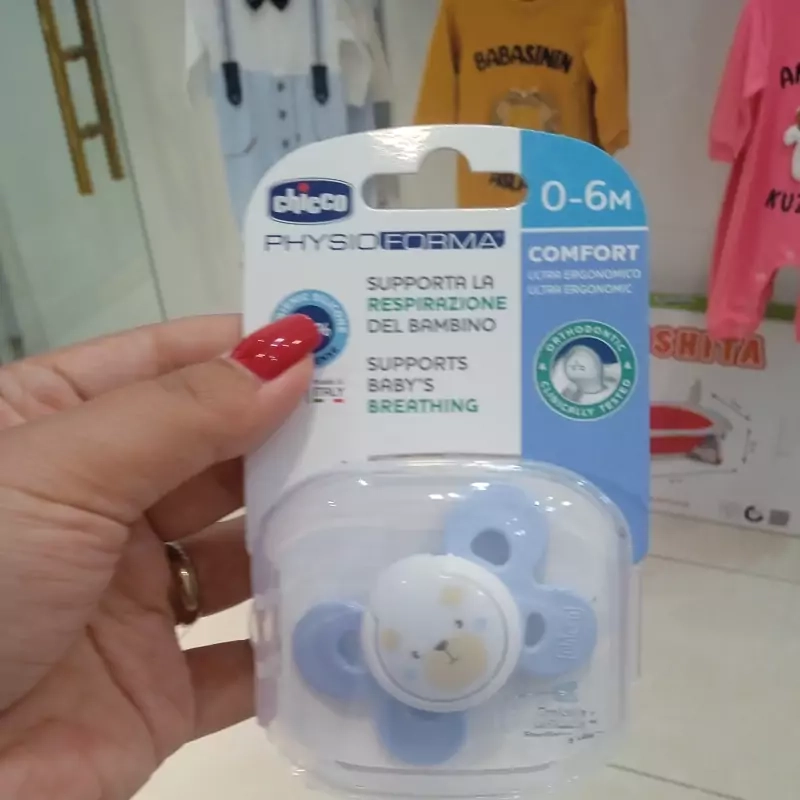 BABASININ
chicco
0-6M
PHYSIOFORMA
COMFORT
ULTRA ERGONOMICO
ULTRA ERGONOMIC
SUPPORTA LA
RESPIRAZIONE
DEL BAMBINO
SUPPORTS
BABY'S
BREATHING
ORTHODONTIC
CLINICALLY TESTED
SHITA